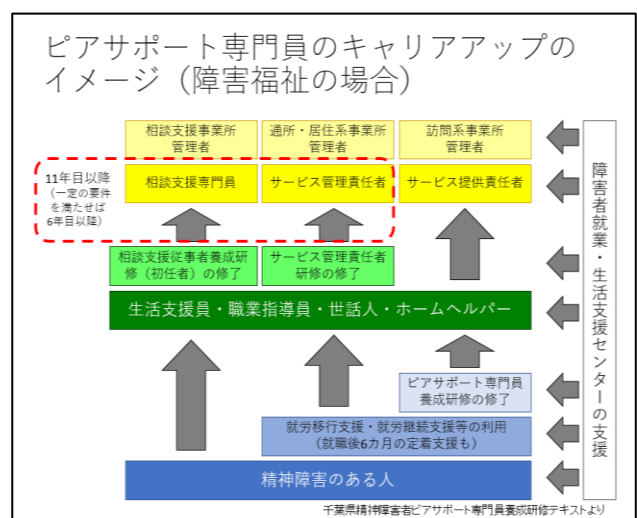 ピアサポート専門員のキャリアアップの
イメージ（障害福祉の場合）
相談支援事業所
管理者
通所・居住系事業所
管理者
訪問系事業所
管理者
11年目以降
（一定の要件
を満たせば
6年目以降）
相談支援専門員
サービス管理責任者
サービス提供責任者
相談支援従事者養成研
修（初任者）の修了
サービス管理責任者
研修の修了
生活支援員・職業指導員・世話人・ホームヘルパー
ピアサポート専門員
養成研修の修了
就労移行支援・就労継続支援等の利用
（就職後6カ月の定着支援も）
精神障害のある人
障害者就業・生活支援センターの支援
千葉県精神障害者ピアサポート専門員養成研修テキストより